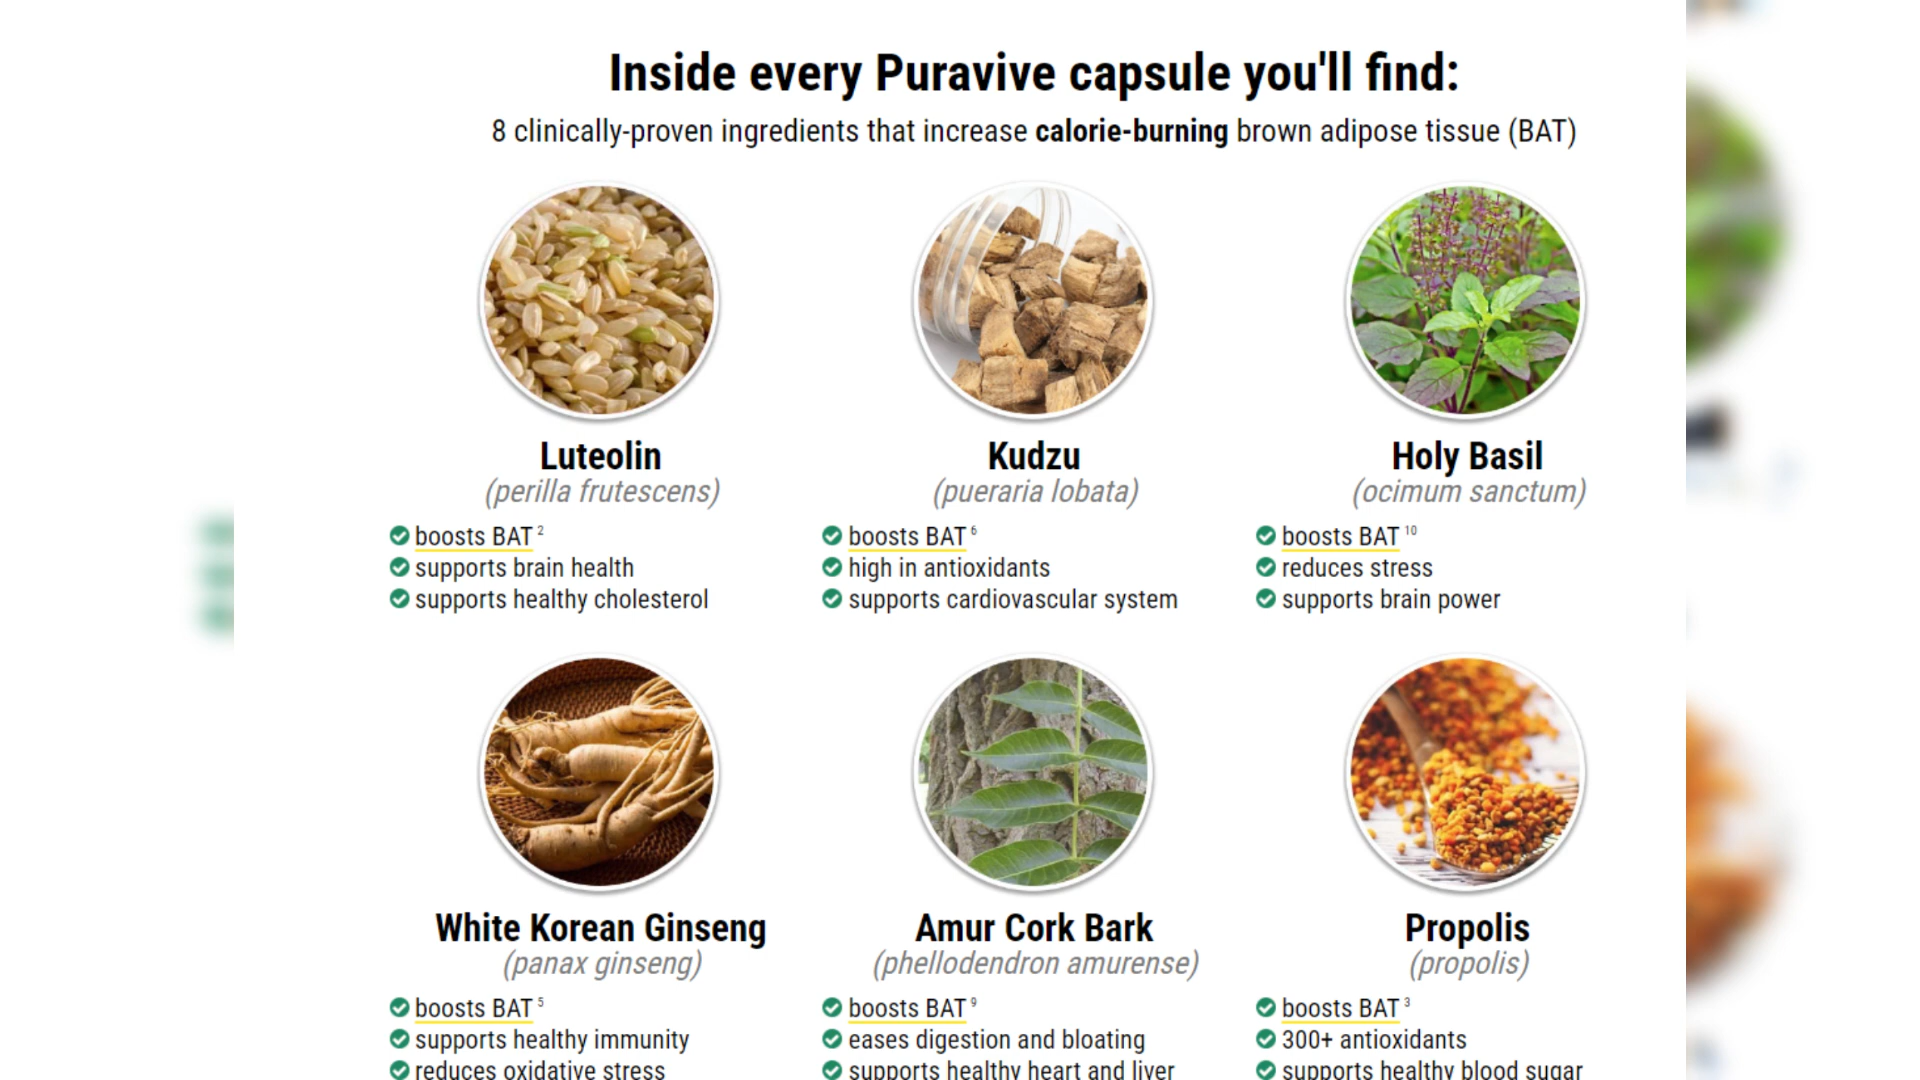 Inside every Puravive capsule you'll find:
8 clinically-proven ingredients that increase calorie-burning brown adipose tissue (BAT)
Luteolin
(perilla frutescens)
boosts BAT 2
supports brain health
supports healthy cholesterol
Kudzu
(pueraria lobata)
boosts BAT 6
high in antioxidants
supports cardiovascular system
Holy Basil
(ocimum sanctum)
boosts BAT 10
reduces stress
supports brain power
White Korean Ginseng
(panax ginseng)
boosts BAT 5
supports healthy immunity
reduces oxidative stress
Amur Cork Bark
(phellodendron amurense)
boosts BAT 9
eases digestion and bloating
supports healthy heart and liver
Propolis
(propolis)
boosts BAT 3
300+ antioxidants
supports healthy blood sugar